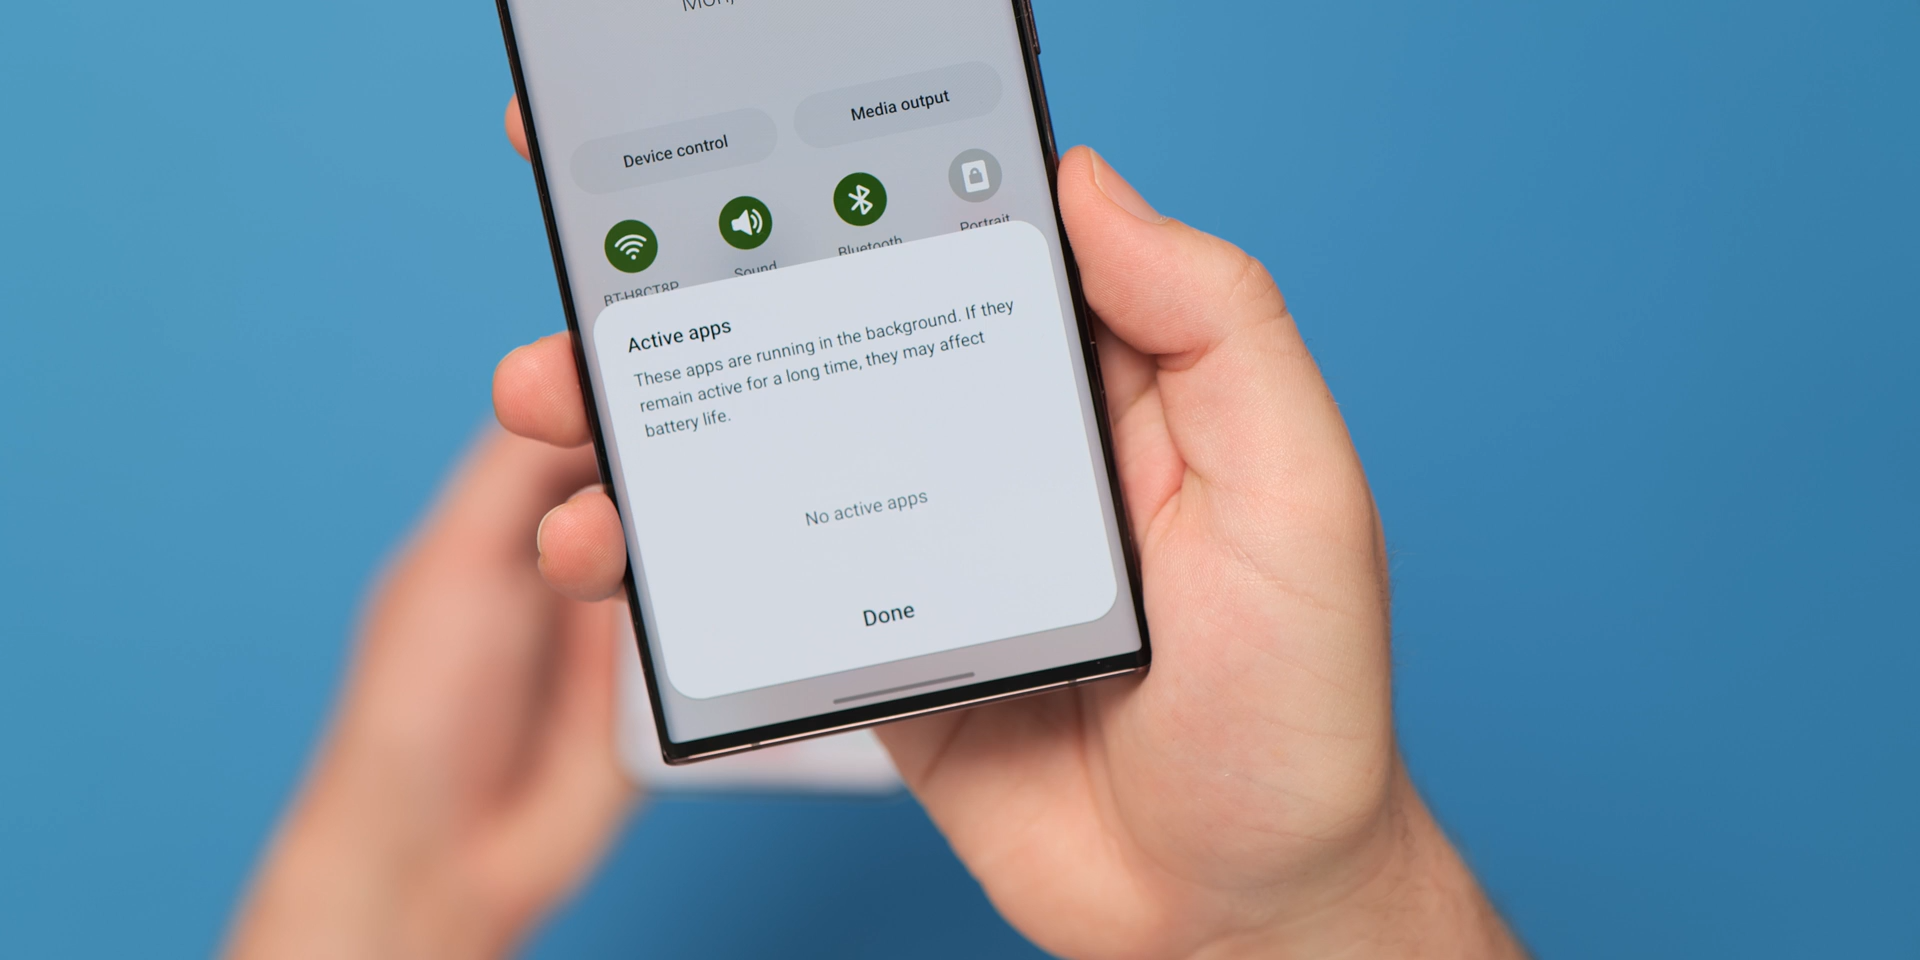 Device control
Media output
BT-H8CT8P
Sound
Bluetooth
Portrait
Active apps
These apps are running in the background. If they
remain active for a long time, they may affect
battery life.
No active apps
Done